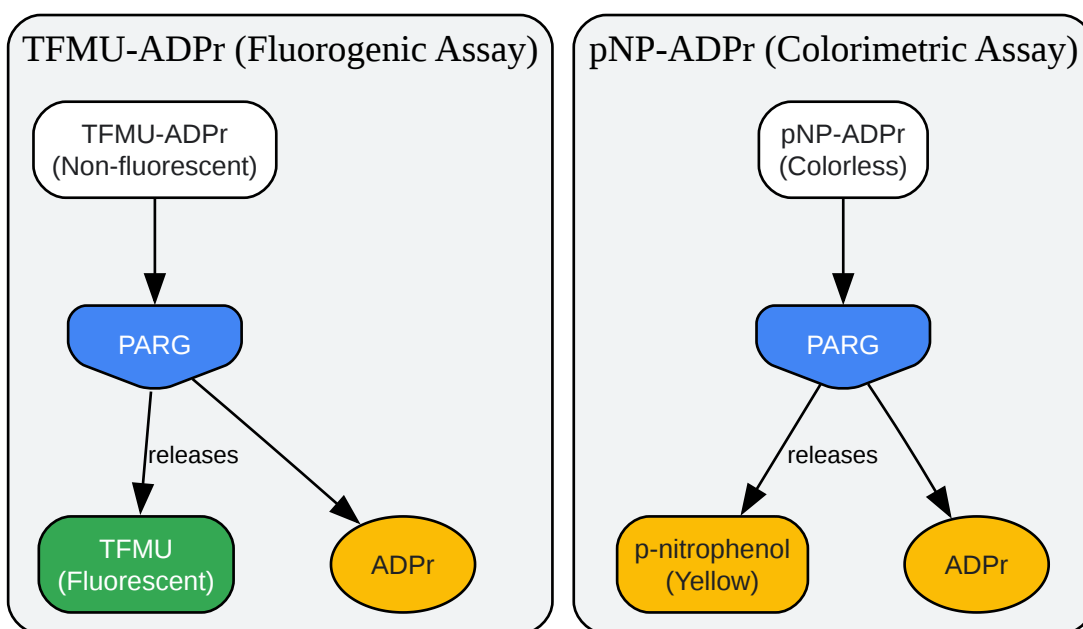 TFMU-ADPr (Fluorogenic Assay)
TFMU-ADPr
(Non-fluorescent)
PARG
releases
TFMU
(Fluorescent)
ADPr
pNP-ADPr (Colorimetric Assay)
pNP-ADPr
(Colorless)
PARG
releases
p-nitrophenol
(Yellow)
ADPr